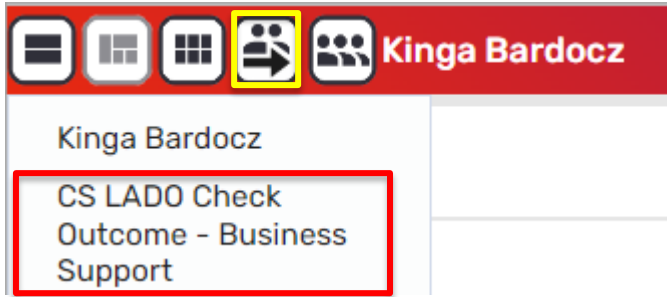 Kinga Bardocz
Kinga Bardocz
CS LADO Check
Outcome - Business
Support